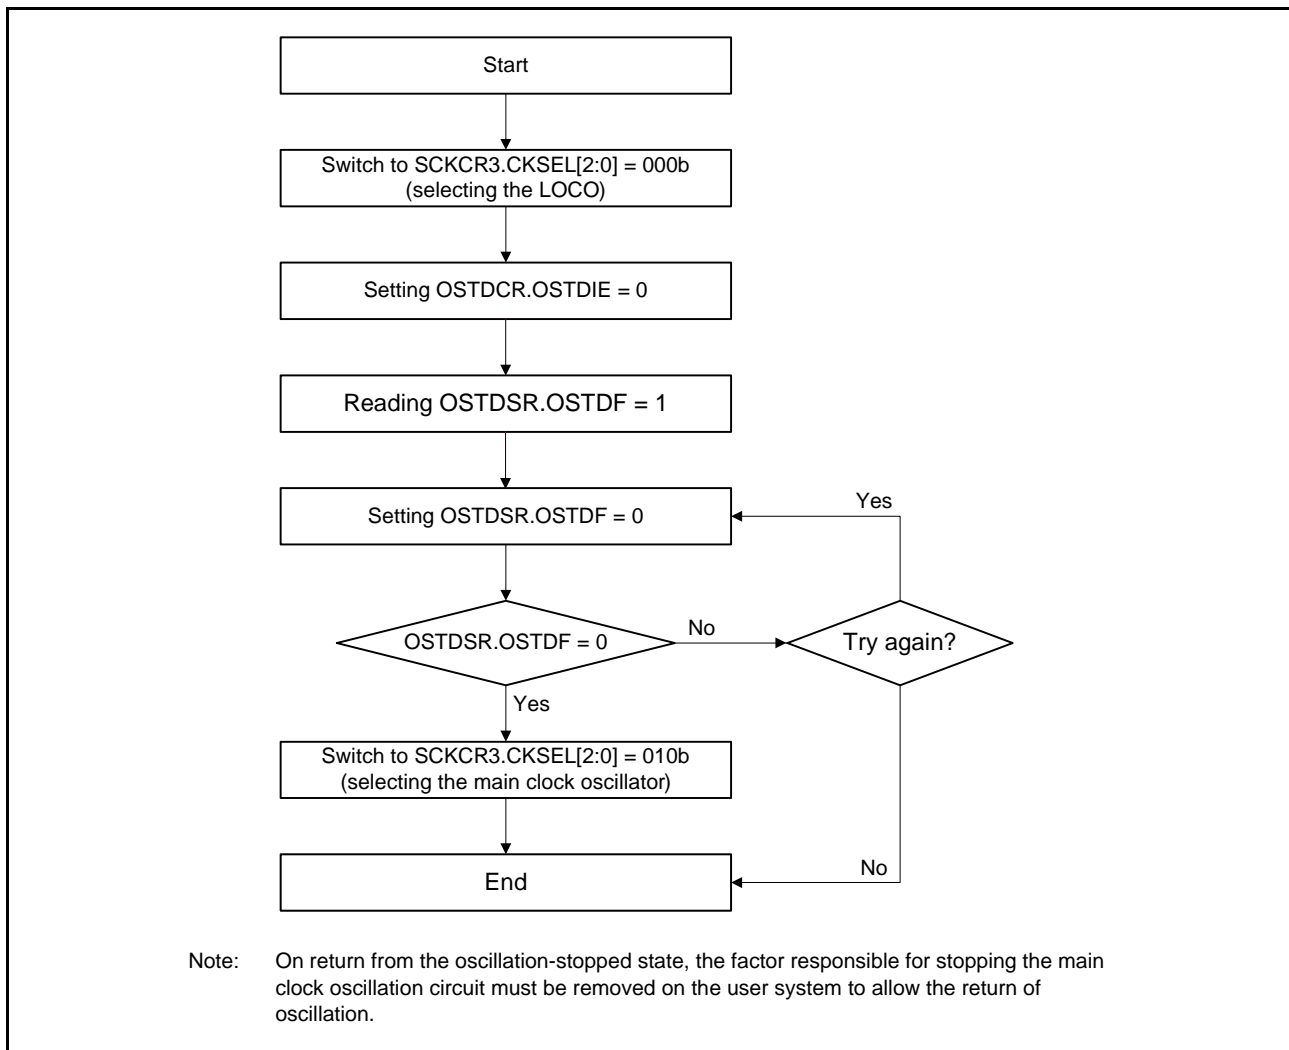 Start
Switch to SCKCR3.CKSEL[2:0] = 000b
(selecting the LOCO)
Setting OSTDCR.OSTDIE = 0
Reading OSTDSR.OSTDF = 1
Setting OSTDSR.OSTDF = 0
Yes
OSTDSR.OSTDF = 0
No
Try again?
Yes
Switch to SCKCR3.CKSEL[2:0] = 010b
(selecting the main clock oscillator)
End
No
Note: On return from the oscillation-stopped state, the factor responsible for stopping the main
clock oscillation circuit must be removed on the user system to allow the return of
oscillation.